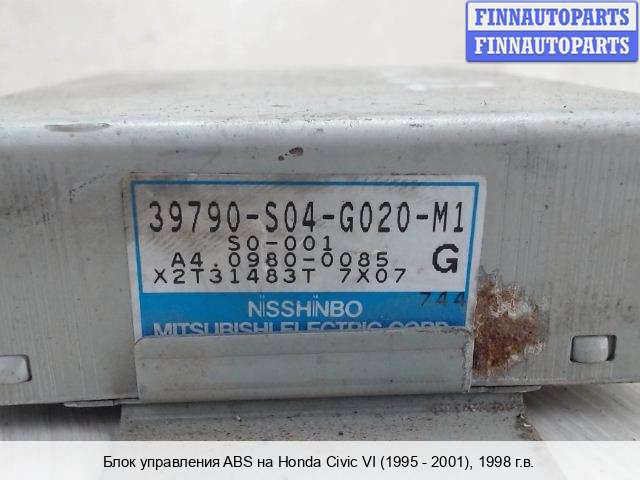 FINNAUTOPARTS
FINNAUTOPARTS
39790-S04-G020-M1
S0-001
A4.0980-0085 G
X2T31483T 7X07
744
NISSHINBO
MITSUBISHI ELECTRIC CORP
Блок управления ABS на Honda Civic VI (1995 - 2001), 1998 г.в.